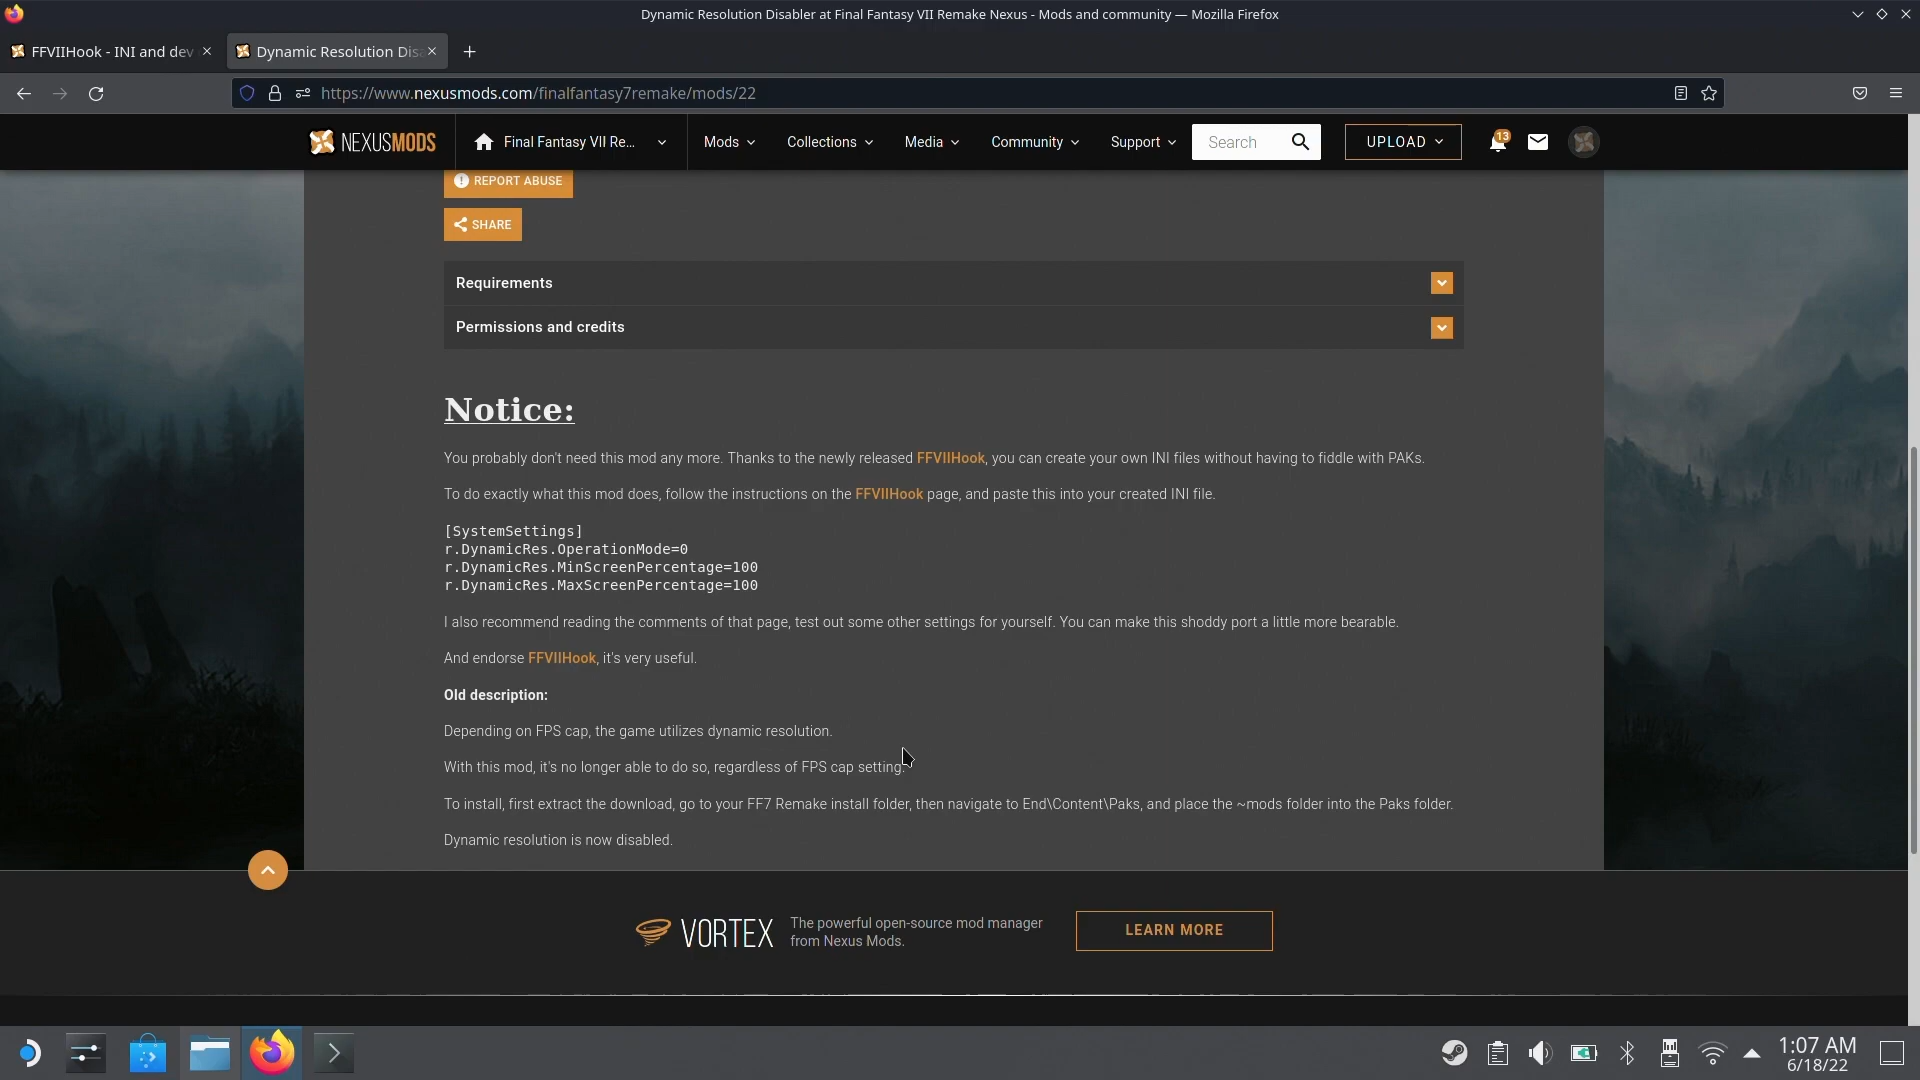 Dynamic Resolution Disabler at Final Fantasy VII Remake Nexus - Mods and community — Mozilla Firefox
FFVIIHook - INI and dev
Dynamic Resolution Disa
https://www.nexusmods.com/finalfantasy7remake/mods/22
NEXUSMODS
Final Fantasy VII Re...
Mods
Collections
Media
Community
Support
Search
UPLOAD
13
REPORT ABUSE
SHARE
Requirements
Permissions and credits
Notice:
You probably don't need this mod any more. Thanks to the newly released FFVIIHook, you can create your own INI files without having to fiddle with PAKs.
To do exactly what this mod does, follow the instructions on the FFVIIHook page, and paste this into your created INI file.
[SystemSettings]
r.DynamicRes.OperationMode=0
r.DynamicRes.MinScreenPercentage=100
r.DynamicRes.MaxScreenPercentage=100
I also recommend reading the comments of that page, test out some other settings for yourself. You can make this shoddy port a little more bearable.
And endorse FFVIIHook, it's very useful.
Old description:
Depending on FPS cap, the game utilizes dynamic resolution.
With this mod, it's no longer able to do so, regardless of FPS cap setting.
To install, first extract the download, go to your FF7 Remake install folder, then navigate to End\Content\Paks, and place the ~mods folder into the Paks folder.
Dynamic resolution is now disabled.
VORTEX
The powerful open-source mod manager
from Nexus Mods.
LEARN MORE
1:07 AM
6/18/22